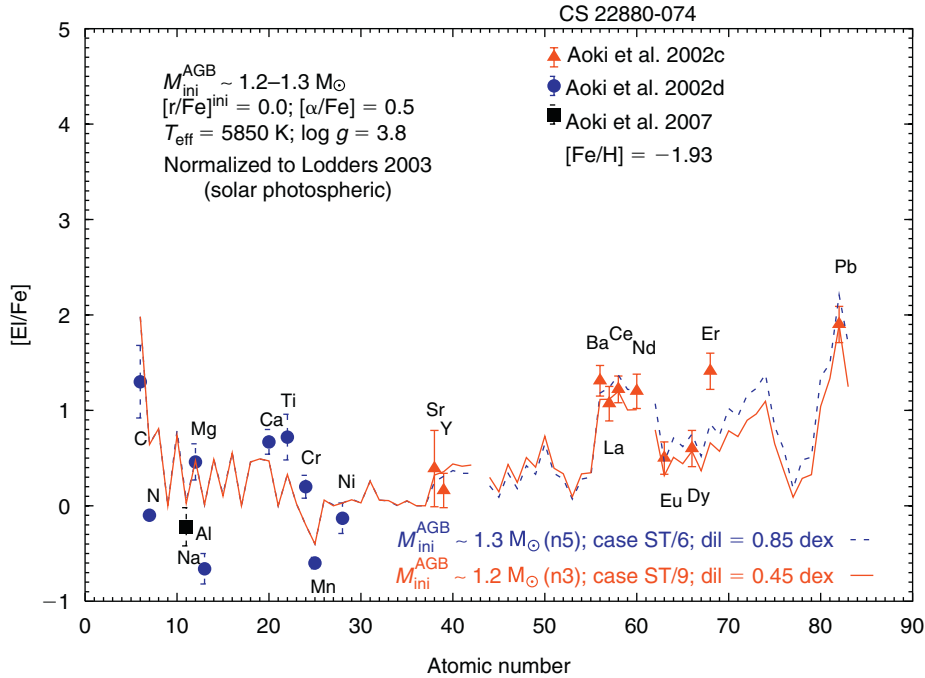 CS 22880-074
M_ini^AGB ~ 1.2–1.3 M⊙
[r/Fe]^ini = 0.0; [α/Fe] = 0.5
T_eff = 5850 K; log g = 3.8
Normalized to Lodders 2003
(solar photospheric)
Aoki et al. 2002c
Aoki et al. 2002d
Aoki et al. 2007
[Fe/H] = −1.93
5
4
3
2
1
0
−1
[El/Fe]
C
N
Na
Mg
Al
Ca
Ti
Cr
Mn
Ni
Sr
Y
Ba
La
Ce
Nd
Eu
Dy
Er
Pb
M_ini^AGB ~ 1.3 M⊙ (n5); case ST/6; dil = 0.85 dex
M_ini^AGB ~ 1.2 M⊙ (n3); case ST/9; dil = 0.45 dex
0 10 20 30 40 50 60 70 80 90
Atomic number